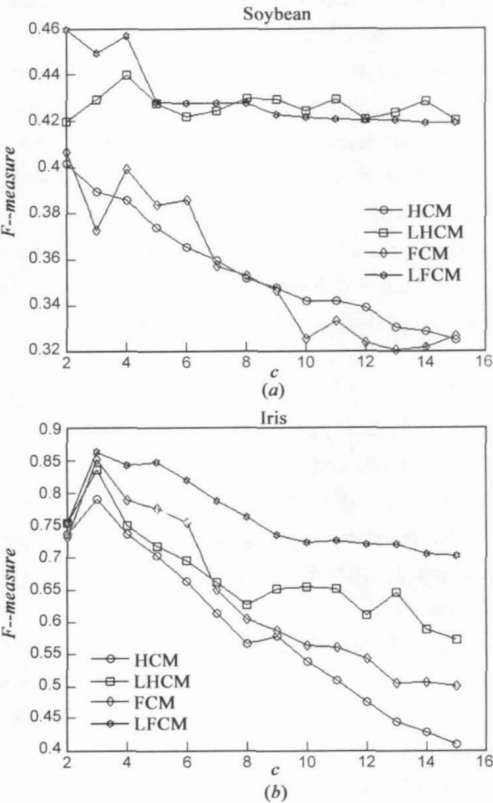 Soybean
0.46
0.44
0.42
0.4
0.38
0.36
0.34
0.32
F--measure
HCM
LHCM
FCM
LFCM
2 4 6 8 10 12 14 16
c
(a)
Iris
0.9
0.85
0.8
0.75
0.7
0.65
0.6
0.55
0.5
0.45
0.4
F--measure
HCM
LHCM
FCM
LFCM
2 4 6 8 10 12 14 16
c
(b)